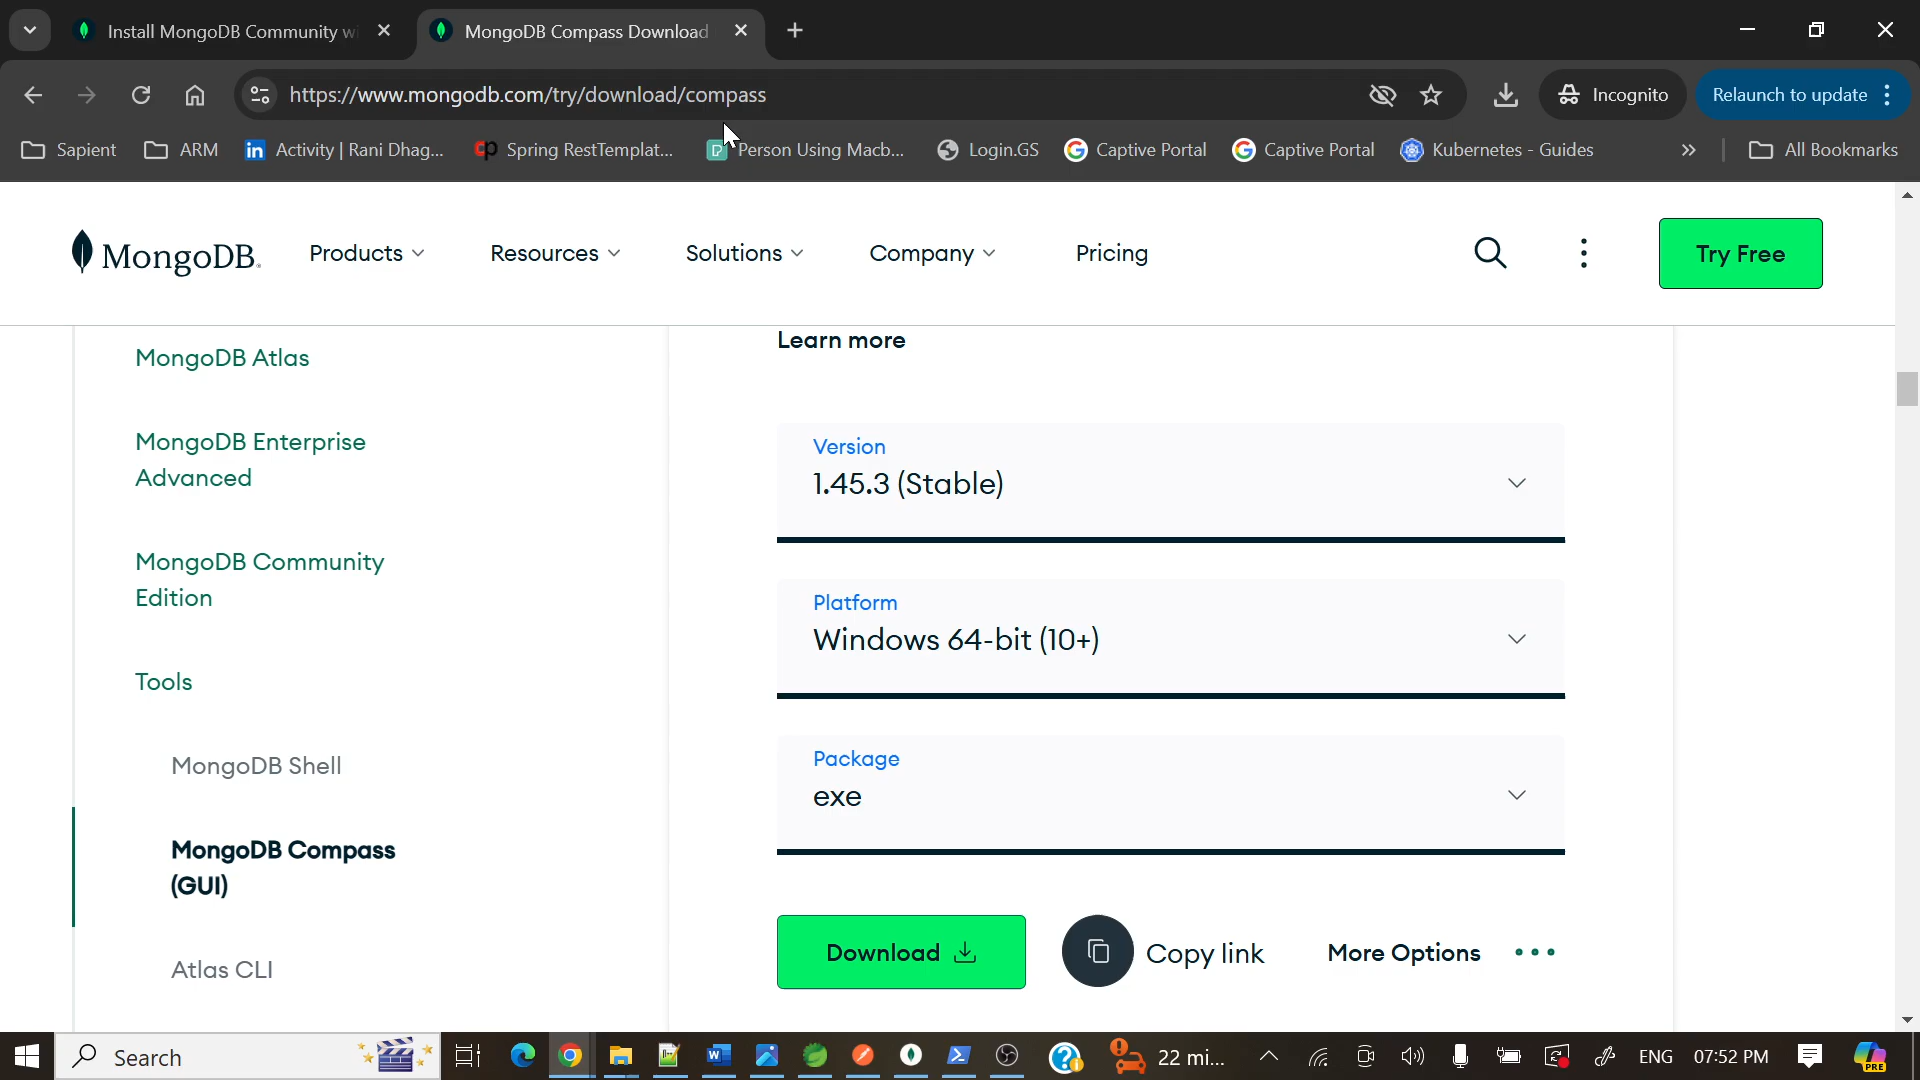 Install MongoDB Community wi
MongoDB Compass Download
https://www.mongodb.com/try/download/compass
Incognito
Relaunch to update
Sapient
ARM
Activity | Rani Dhag...
Spring RestTemplat...
Person Using Macb...
Login.GS
Captive Portal
Captive Portal
Kubernetes - Guides
All Bookmarks
MongoDB.
Products
Resources
Solutions
Company
Pricing
Try Free
MongoDB Atlas
MongoDB Enterprise
Advanced
MongoDB Community
Edition
Tools
MongoDB Shell
MongoDB Compass
(GUI)
Atlas CLI
Learn more
Version
1.45.3 (Stable)
Platform
Windows 64-bit (10+)
Package
exe
Download
Copy link
More Options
Search
22 mi...
ENG
07:52 PM
PRE